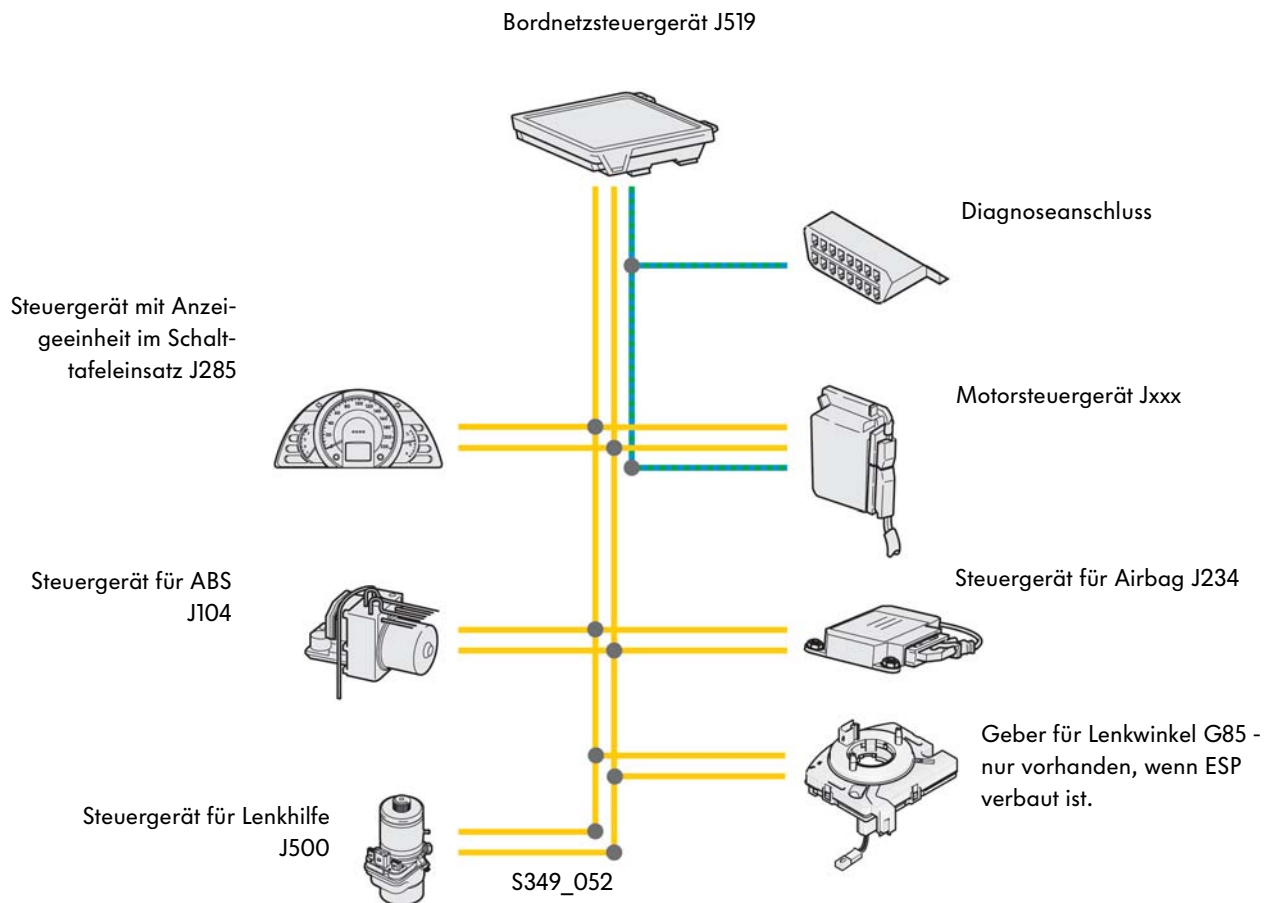 Bordnetzsteuergerät J519
Diagnoseanschluss
Steuergerät mit Anzei-
geeinheit im Schalt-
tafeleinsatz J285
Motorsteuergerät Jxxx
Steuergerät für ABS
J104
Steuergerät für Airbag J234
Geber für Lenkwinkel G85 -
nur vorhanden, wenn ESP
verbaut ist.
Steuergerät für Lenkhilfe
J500
S349_052